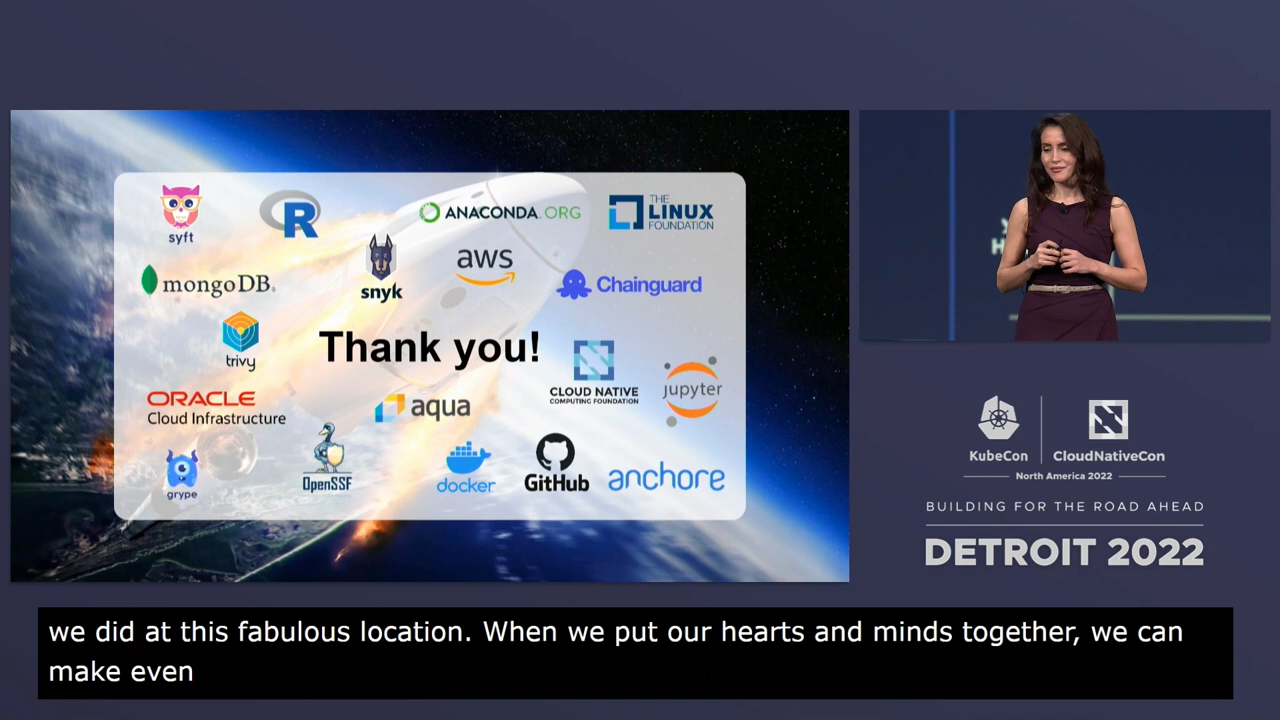 syft
R
ANACONDA.ORG
THE
LINUX
FOUNDATION
mongoDB.
snyk
aws
Chainguard
trivy
Thank you!
CLOUD NATIVE
COMPUTING FOUNDATION
jupyter
ORACLE
Cloud Infrastructure
aqua
grype
OpenSSF
docker
GitHub
anchore
H
KubeCon
CloudNativeCon
North America 2022
BUILDING FOR THE ROAD AHEAD
DETROIT 2022
we did at this fabulous location. When we put our hearts and minds together, we can
make even